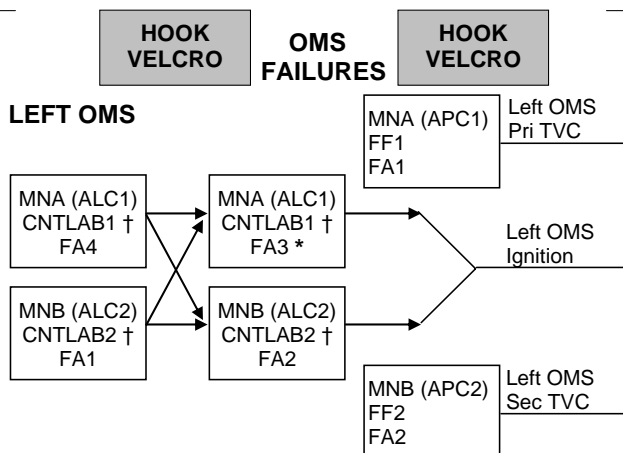 HOOK
VELCRO
OMS
FAILURES
HOOK
VELCRO
LEFT OMS
MNA (APC1)
FF1
FA1
Left OMS
Pri TVC
MNA (ALC1)
CNTLAB1 †
FA4
MNA (ALC1)
CNTLAB1 †
FA3 *
Left OMS
Ignition
MNB (ALC2)
CNTLAB2 †
FA1
MNB (ALC2)
CNTLAB2 †
FA2
MNB (APC2)
FF2
FA2
Left OMS
Sec TVC